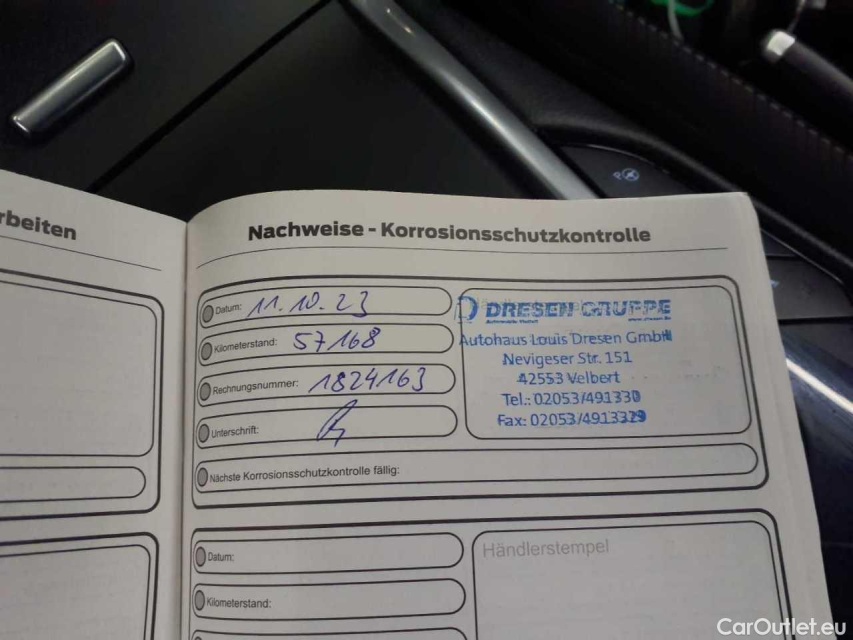 rbeiten
Nachweise - Korrosionsschutzkontrolle
Datum: 11.10.23
Kilometerstand: 57168
Rechnungsnummer: 1824163
Unterschrift:
Nächste Korrosionsschutzkontrolle fällig:
DRESEN GRUPPE
Autohaus Louis Dresen GmbH
Nevigeser Str. 151
42553 Velbert
Tel.: 02053/491330
Fax: 02053/4913329
Datum:
Kilometerstand:
Händlerstempel
CarOutlet.eu